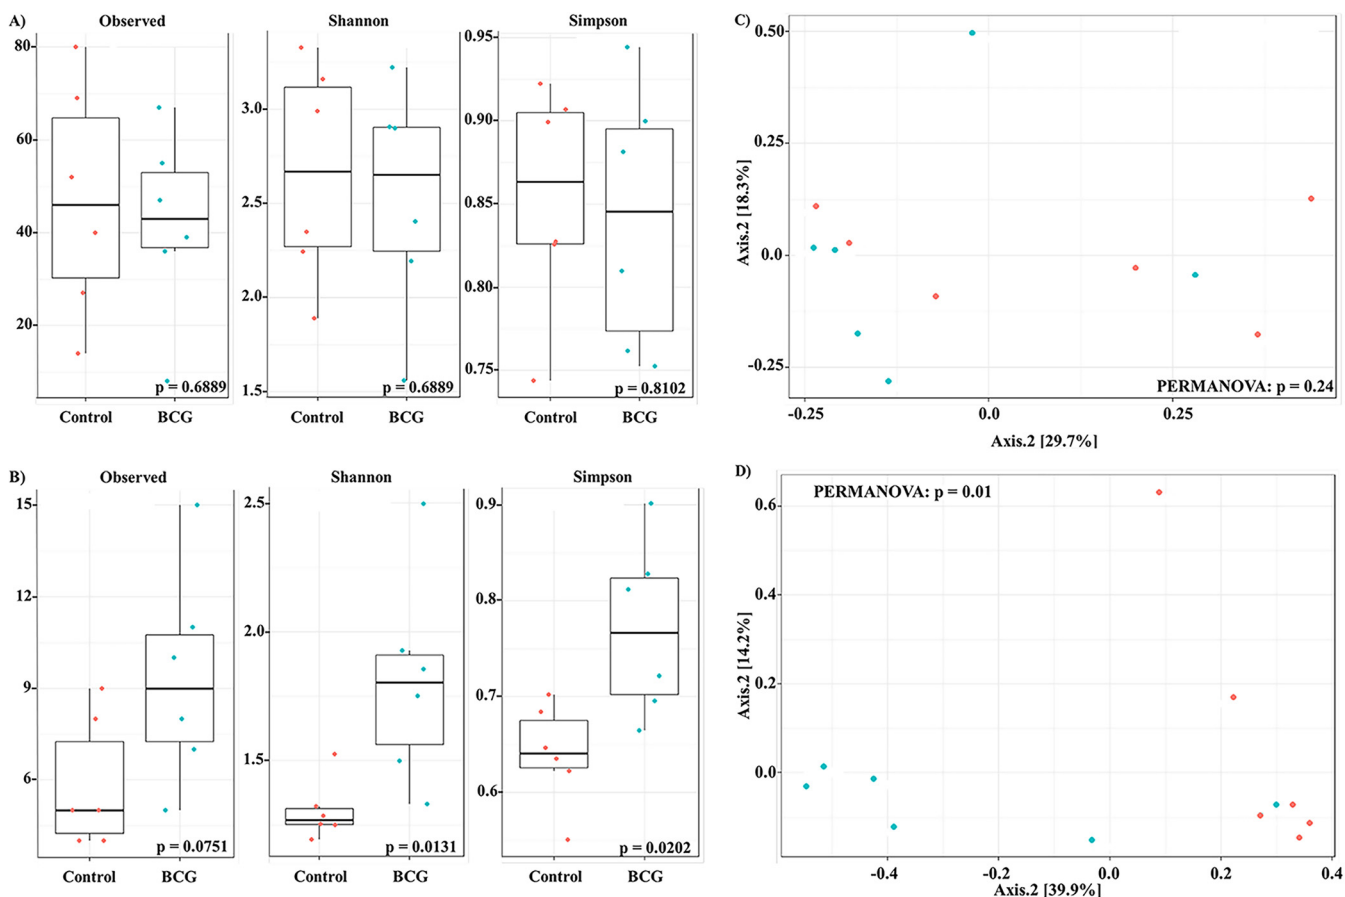 A)
Observed
Shannon
Simpson
80
60
40
20
3.0
2.5
2.0
1.5
0.95
0.90
0.85
0.80
0.75
p = 0.6889
p = 0.6889
p = 0.8102
Control
BCG
Control
BCG
Control
BCG
C)
0.50
0.25
0.0
-0.25
Axis.2 [18.3%]
PERMANOVA: p = 0.24
-0.25
0.0
0.25
Axis.2 [29.7%]
B)
Observed
Shannon
Simpson
15
12
9
6
2.5
2.0
1.5
0.9
0.8
0.7
0.6
p = 0.0751
p = 0.0131
p = 0.0202
Control
BCG
Control
BCG
Control
BCG
D)
PERMANOVA: p = 0.01
0.6
0.4
0.2
0.0
Axis.2 [14.2%]
-0.4
-0.2
0.0
0.2
0.4
Axis.2 [39.9%]